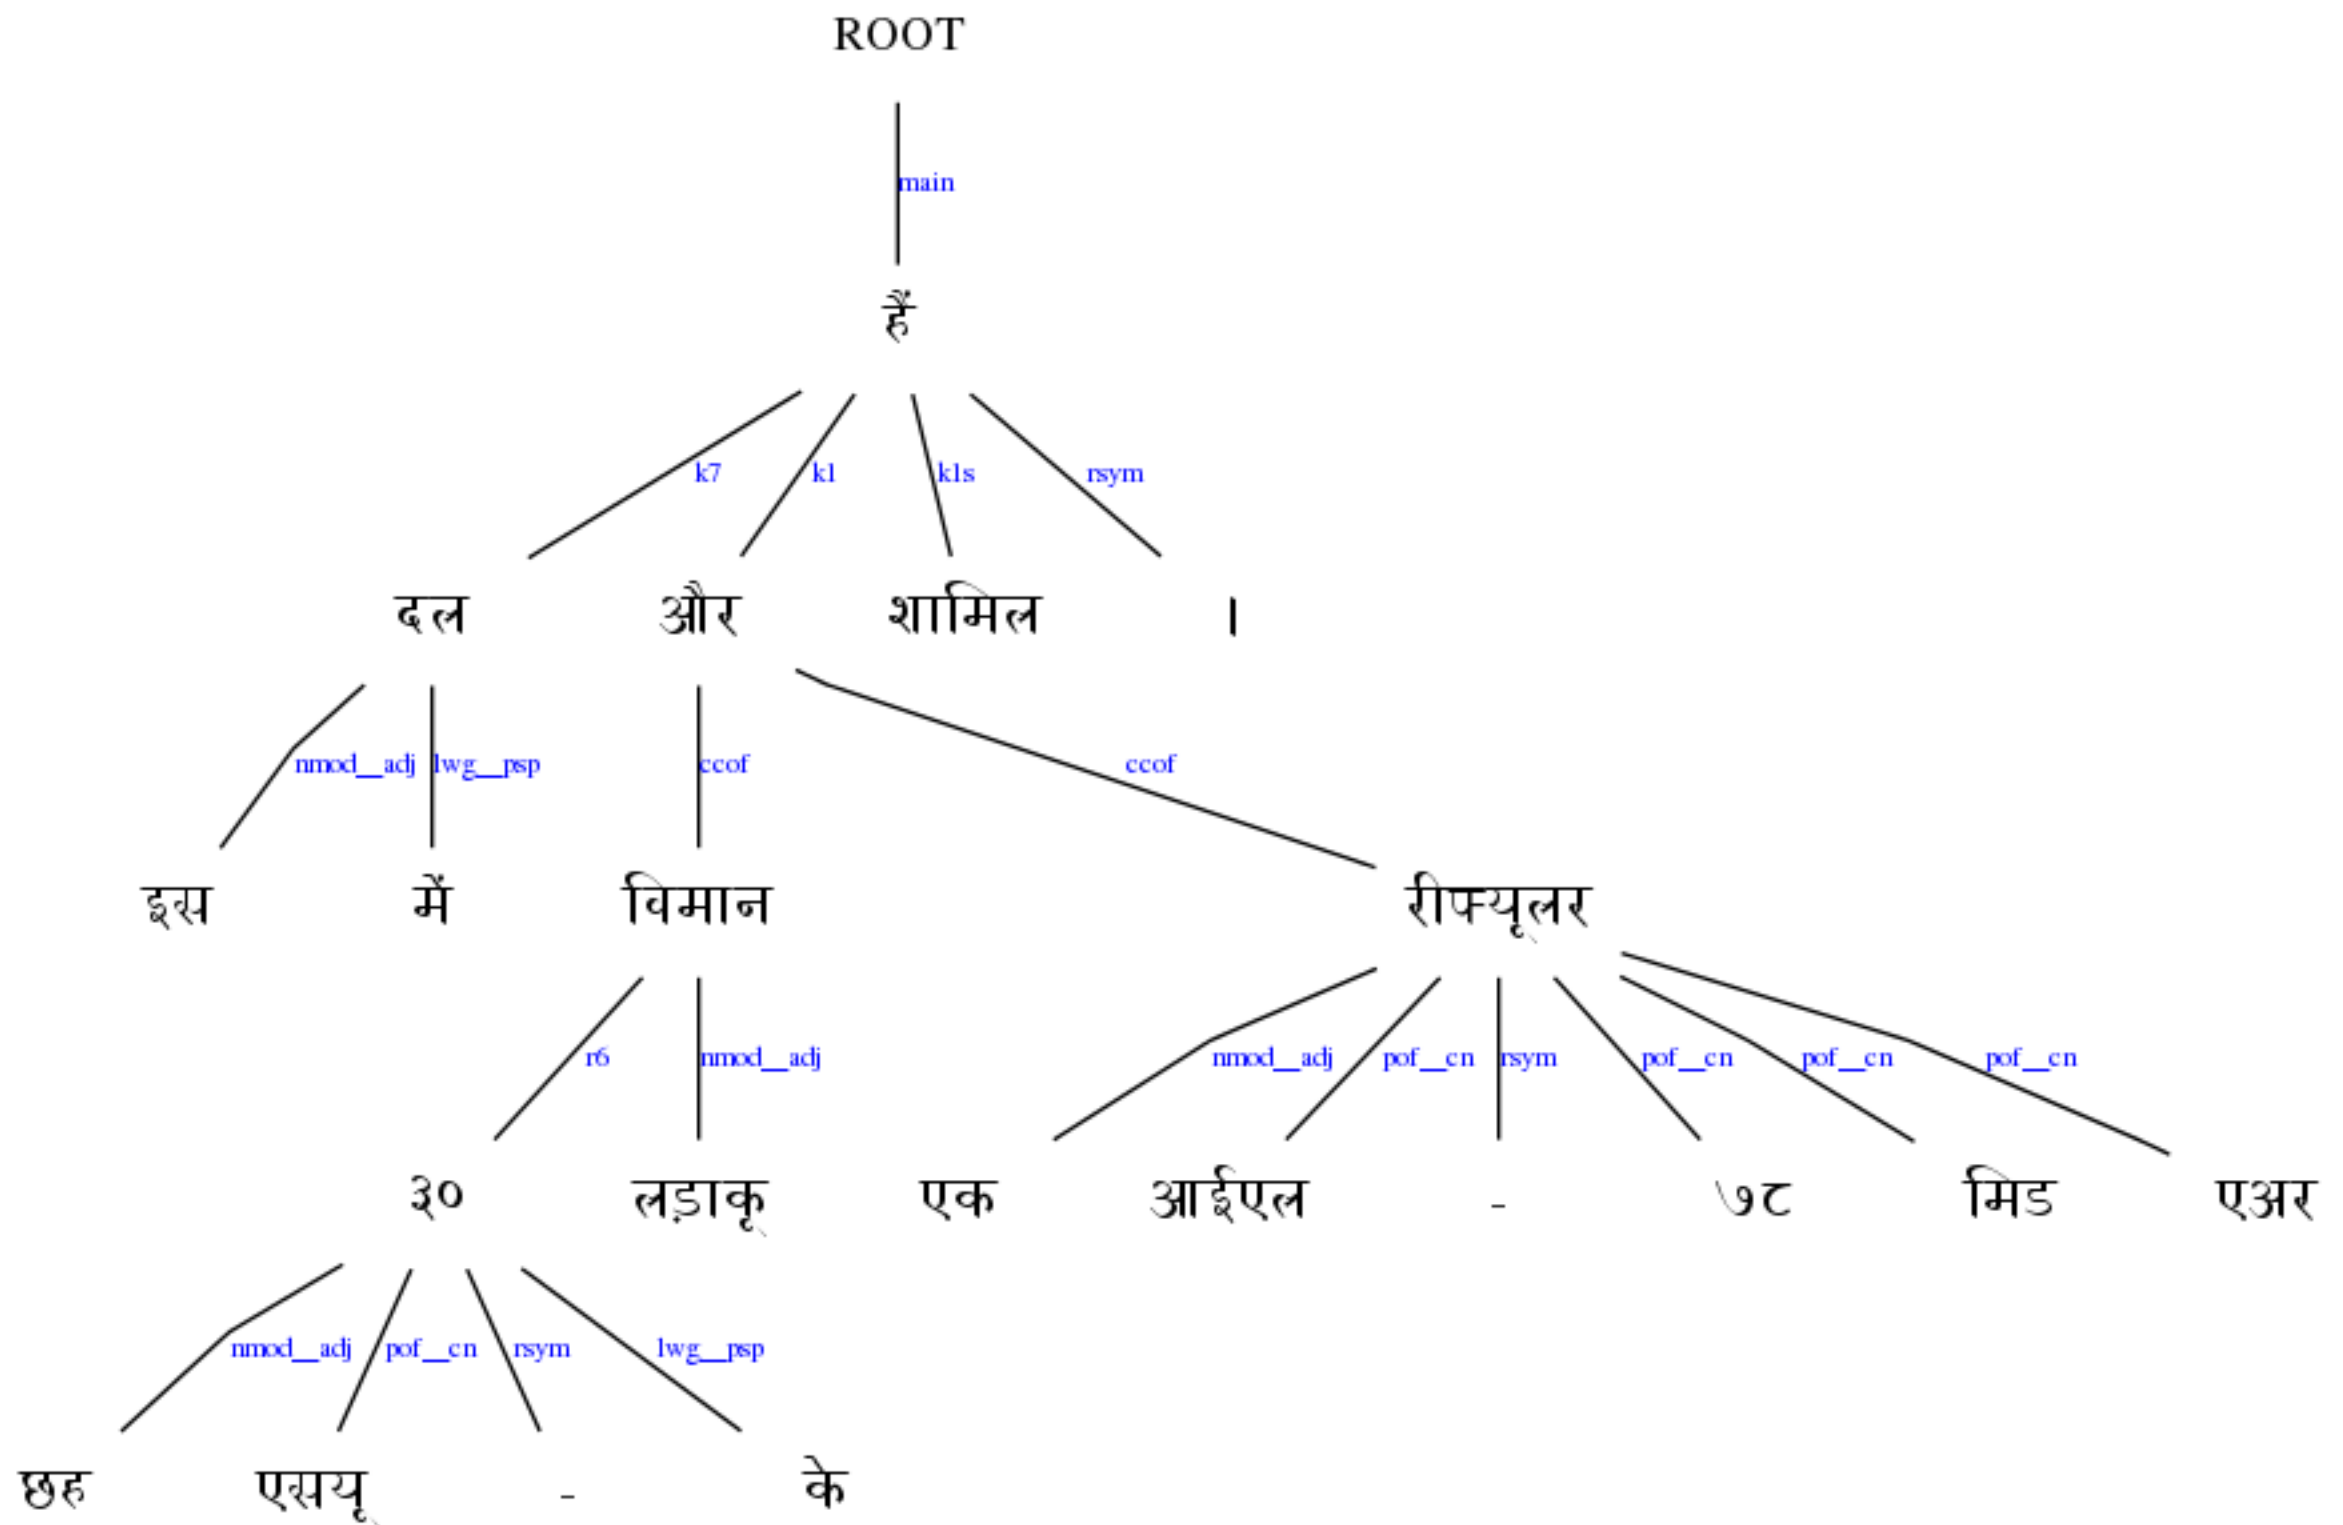 ROOT
main
हैं
k7 k1 k1s rsym
दल और शामिल ।
nmod__adj lwg__psp ccof ccof
इस में विमान रीफ्यूलर
r6 nmod__adj nmod__adj pof__cn rsym pof__cn pof__cn pof__cn
३० लड़ाकू एक आईएल - ७८ मिड एअर
nmod__adj pof__cn rsym lwg__psp
छह एसयू - के